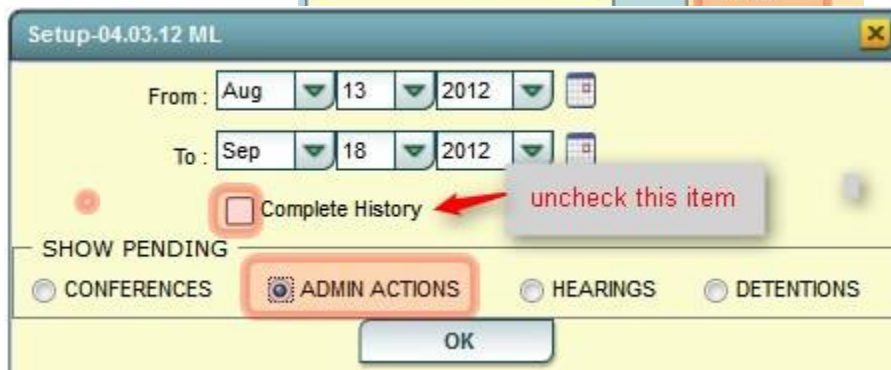 Setup-04.03.12 ML
From : Aug 13 2012
To : Sep 18 2012
Complete History
uncheck this item
SHOW PENDING
CONFERENCES ADMIN ACTIONS HEARINGS DETENTIONS
OK